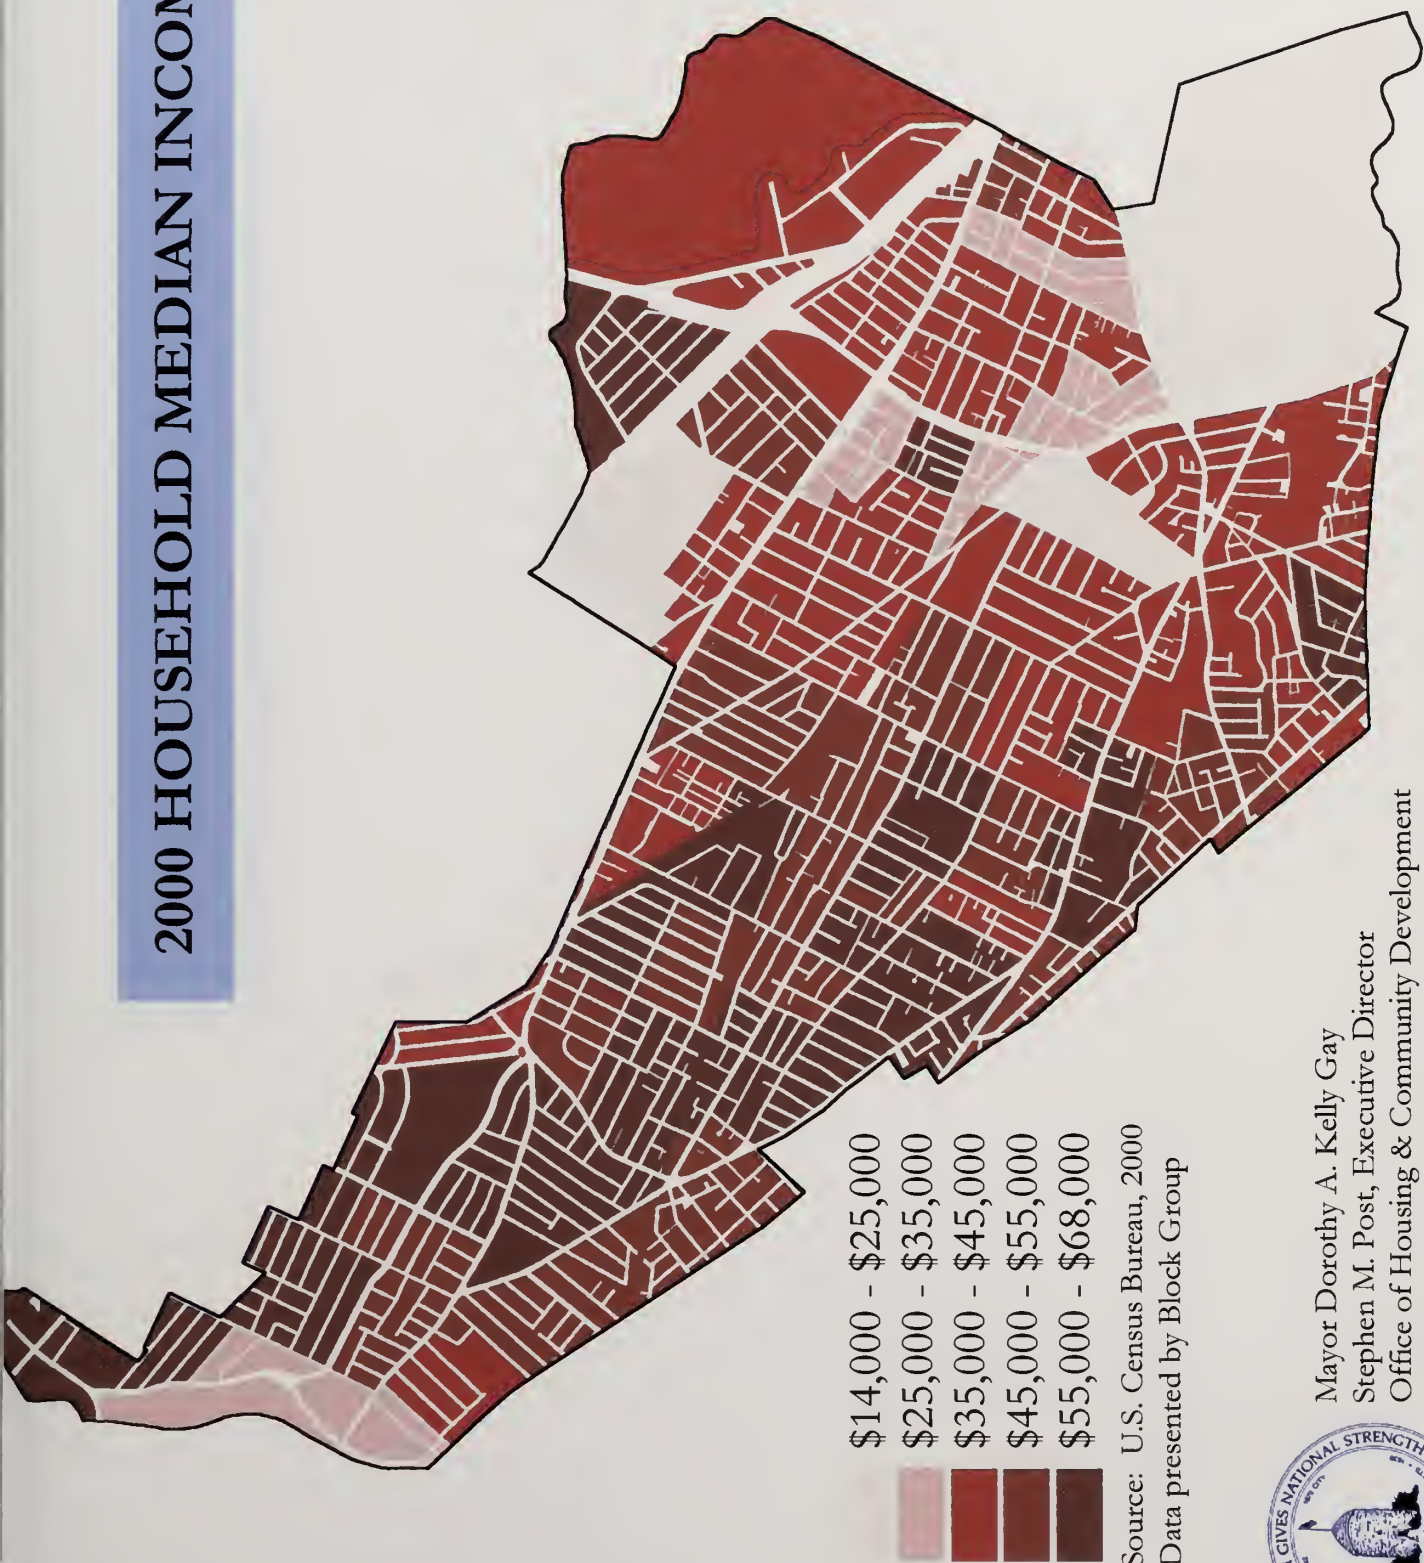 2000 HOUSEHOLD MEDIAN INCOM
$14,000 - $25,000
$25,000 - $35,000
$35,000 - $45,000
$45,000 - $55,000
$55,000 - $68,000
Source: U.S. Census Bureau, 2000
Data presented by Block Group
Mayor Dorothy A. Kelly Gay
Stephen M. Post, Executive Director
Office of Housing & Community Development
GIVES NATIONAL STRENGTH